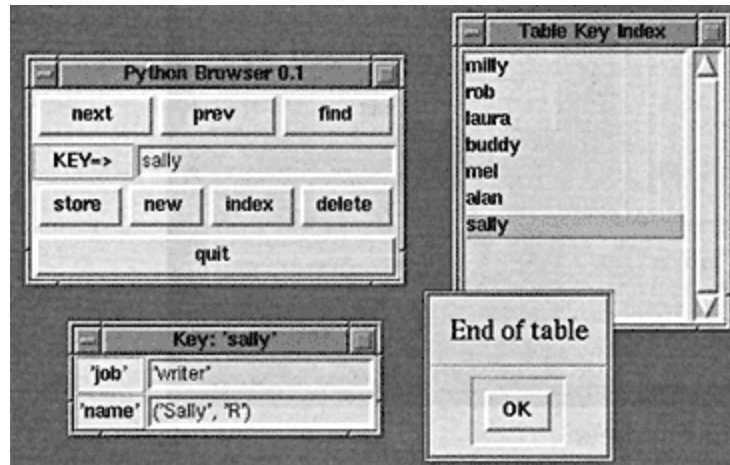 Python Browser 0.1
next prev find
KEY=> sally
store new index delete
quit
Table Key Index
milly
rob
laura
buddy
mel
alan
sally
Key: 'sally'
'job' 'writer'
'name' ('Sally', 'R')
End of table
OK